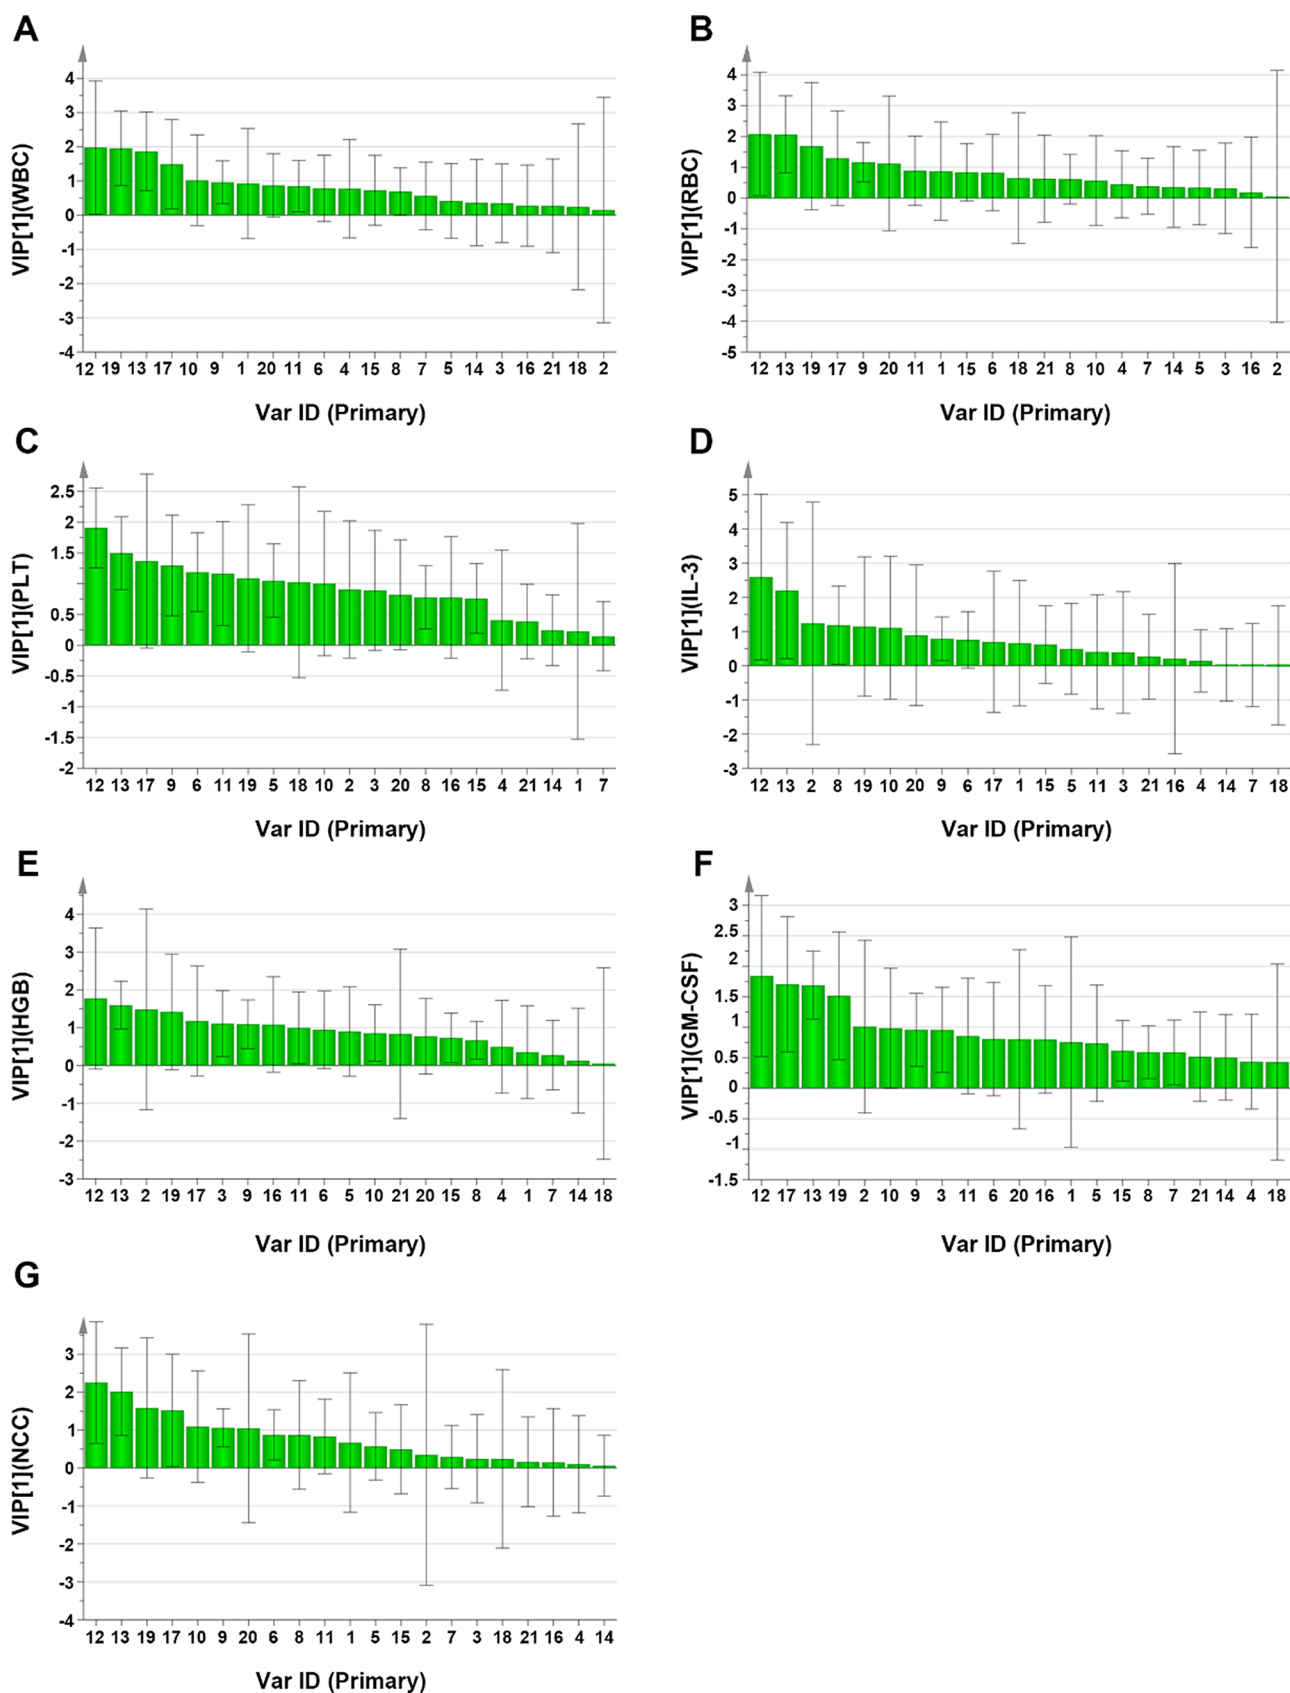 A
VIP[1](WBC)
4
3
2
1
0
-1
-2
-3
-4
12 19 13 17 10 9 1 20 11 6 4 15 8 7 5 14 3 16 21 18 2
Var ID (Primary)
B
VIP[1](RBC)
4
3
2
1
0
-1
-2
-3
-4
-5
12 13 19 17 9 20 11 1 15 6 18 21 8 10 4 7 14 5 3 16 2
Var ID (Primary)
C
VIP[1](PLT)
2.5
2
1.5
1
0.5
0
-0.5
-1
-1.5
-2
12 13 17 9 6 11 19 5 18 10 2 3 20 8 16 15 4 21 14 1 7
Var ID (Primary)
D
VIP[1](IL-3)
5
4
3
2
1
0
-1
-2
-3
12 13 2 8 19 10 20 9 6 17 1 15 5 11 3 21 16 4 14 7 18
Var ID (Primary)
E
VIP[1](HGB)
4
3
2
1
0
-1
-2
-3
12 13 2 19 17 3 9 16 11 6 5 10 21 20 15 8 4 1 7 14 18
Var ID (Primary)
F
VIP[1](GM-CSF)
3
2.5
2
1.5
1
0.5
0
-0.5
-1
-1.5
12 17 13 19 2 10 9 3 11 6 20 16 1 5 15 8 7 21 14 4 18
Var ID (Primary)
G
VIP[1](NCC)
3
2
1
0
-1
-2
-3
-4
12 13 19 17 10 9 20 6 8 11 1 5 15 2 7 3 18 21 16 4 14
Var ID (Primary)